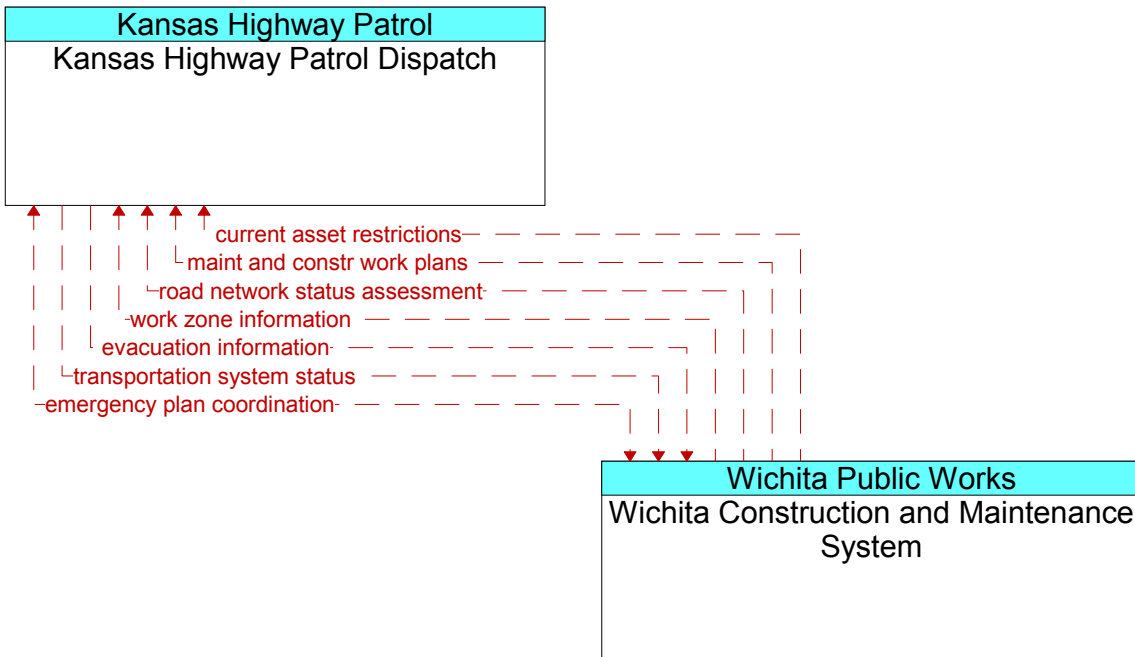 Kansas Highway Patrol
Kansas Highway Patrol Dispatch
current asset restrictions
maint and constr work plans
road network status assessment
work zone information
evacuation information
transportation system status
emergency plan coordination
Wichita Public Works
Wichita Construction and Maintenance
System